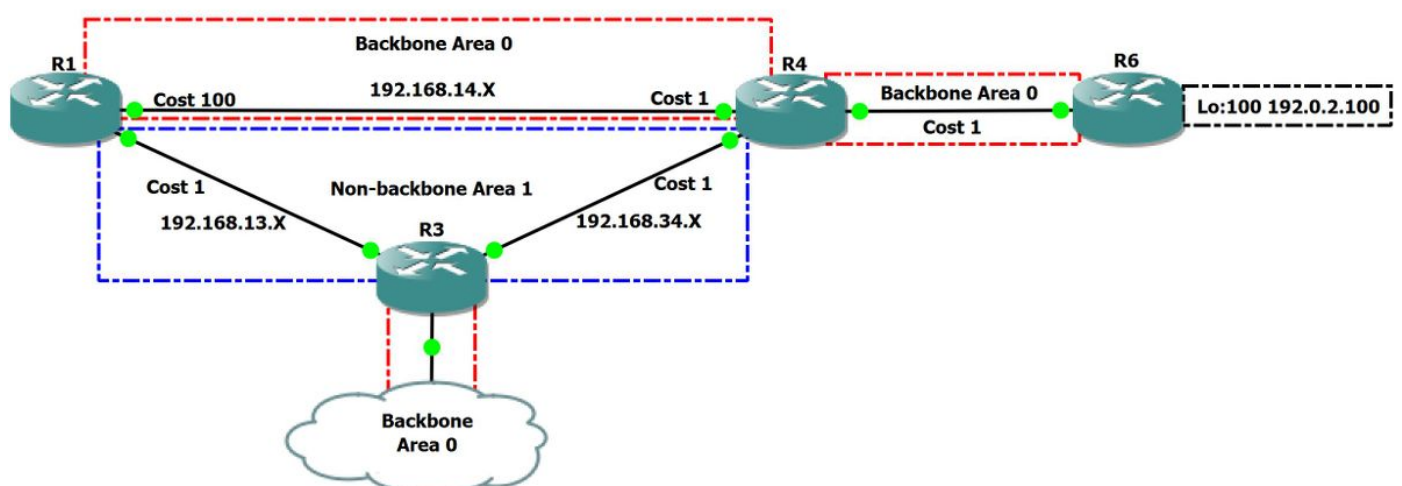 Backbone Area 0
R1
R4
R6
192.168.14.X
Cost 100
Cost 1
Backbone Area 0
Lo:100 192.0.2.100
Cost 1
Cost 1
Non-backbone Area 1
Cost 1
192.168.13.X
192.168.34.X
R3
Backbone
Area 0